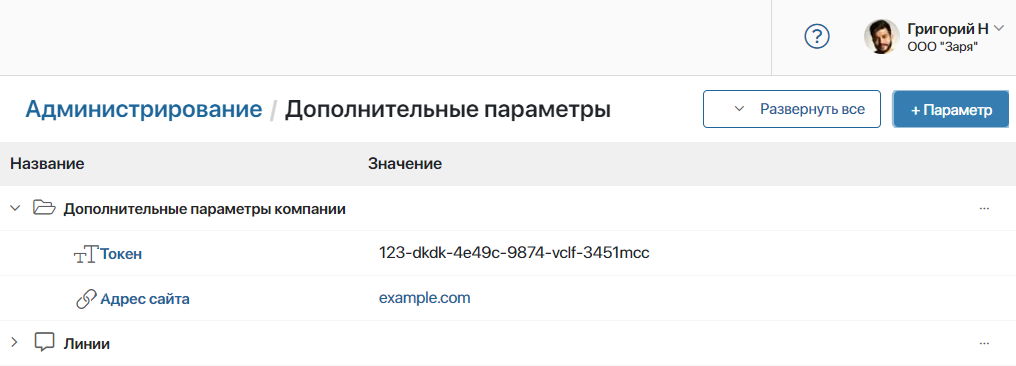 Григорий Н
ООО "Заря"
Администрирование / Дополнительные параметры
Развернуть все
+ Параметр
Название Значение
Дополнительные параметры компании ...
Токен 123-dkdk-4e49c-9874-vclf-3451mcc
Адрес сайта example.com
Линии ...